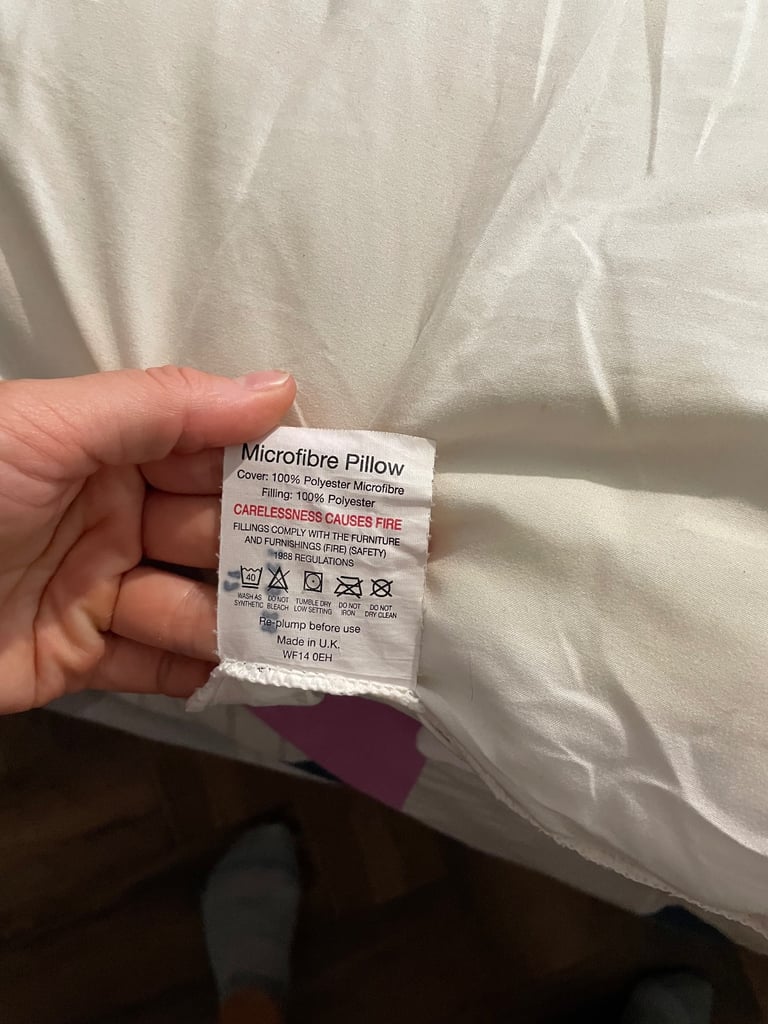 Microfibre Pillow
Cover: 100% Polyester Microfibre
Filling: 100% Polyester
CARELESSNESS CAUSES FIRE
FILLINGS COMPLY WITH THE FURNITURE
AND FURNISHINGS (FIRE) (SAFETY)
1988 REGULATIONS
40
WASH AS DO NOT TUMBLE DRY DO NOT DO NOT
SYNTHETIC BLEACH LOW SETTING IRON DRY CLEAN
Re-plump before use
Made in U.K.
WF14 0EH